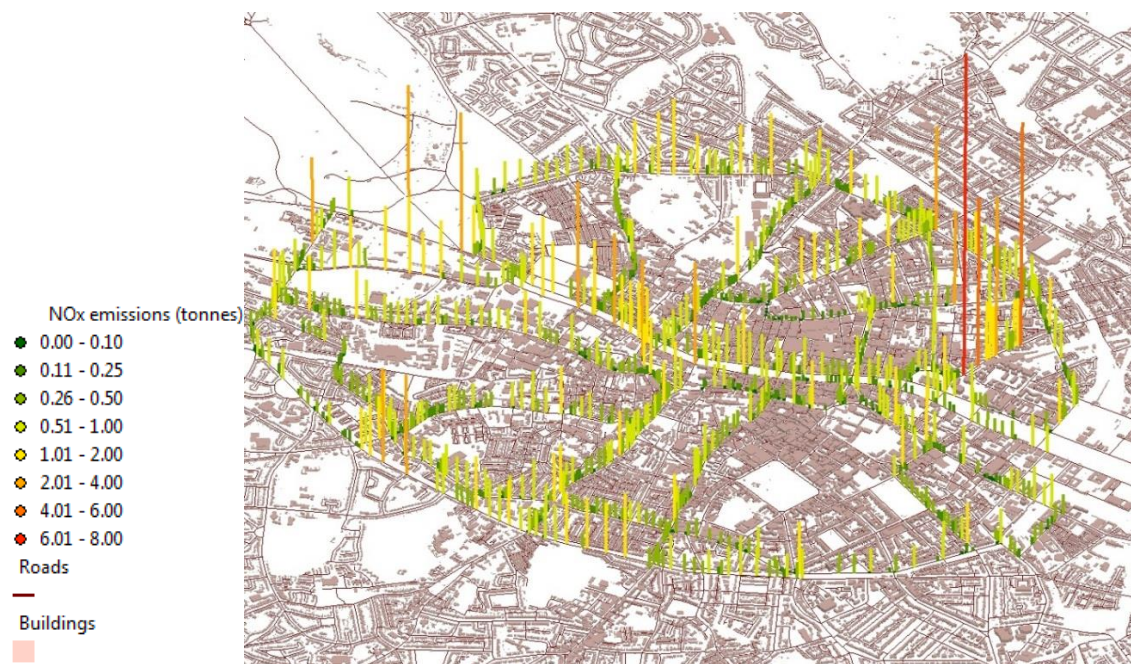 NOx emissions (tonnes)
0.00 - 0.10
0.11 - 0.25
0.26 - 0.50
0.51 - 1.00
1.01 - 2.00
2.01 - 4.00
4.01 - 6.00
6.01 - 8.00
Roads
Buildings